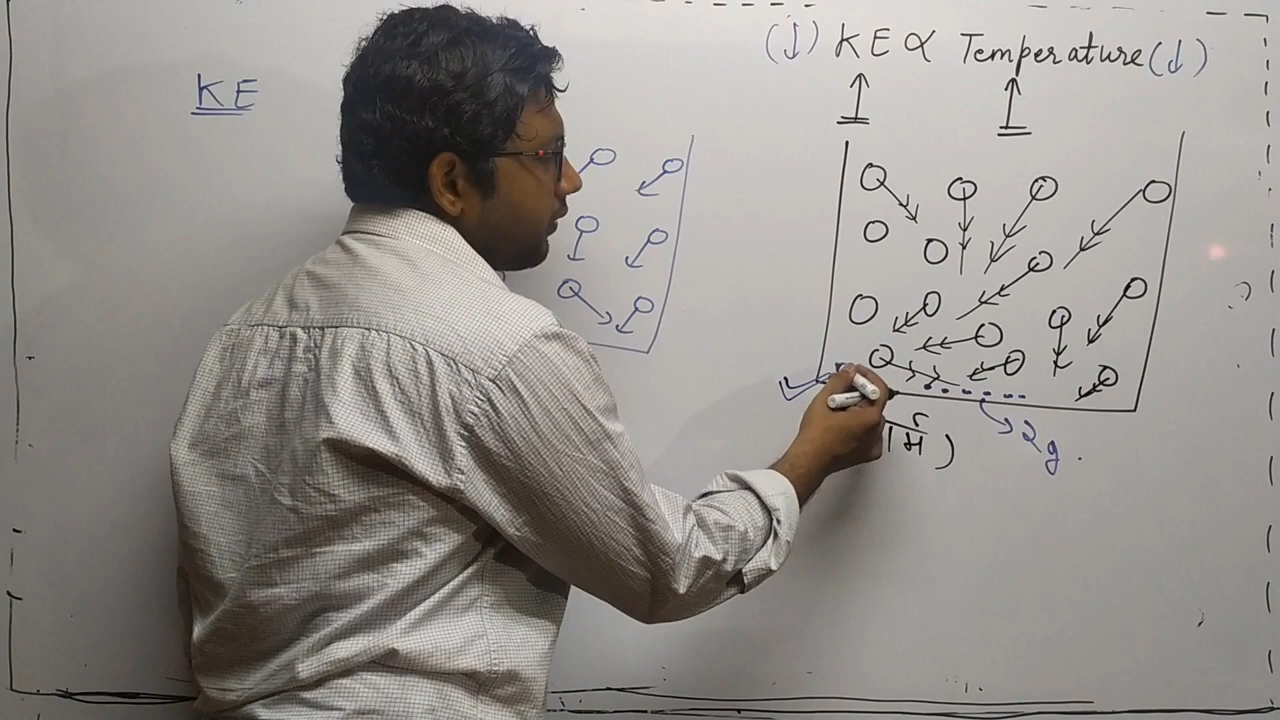 (↓) KE ∝ Temperature (↓)
KE
2g.